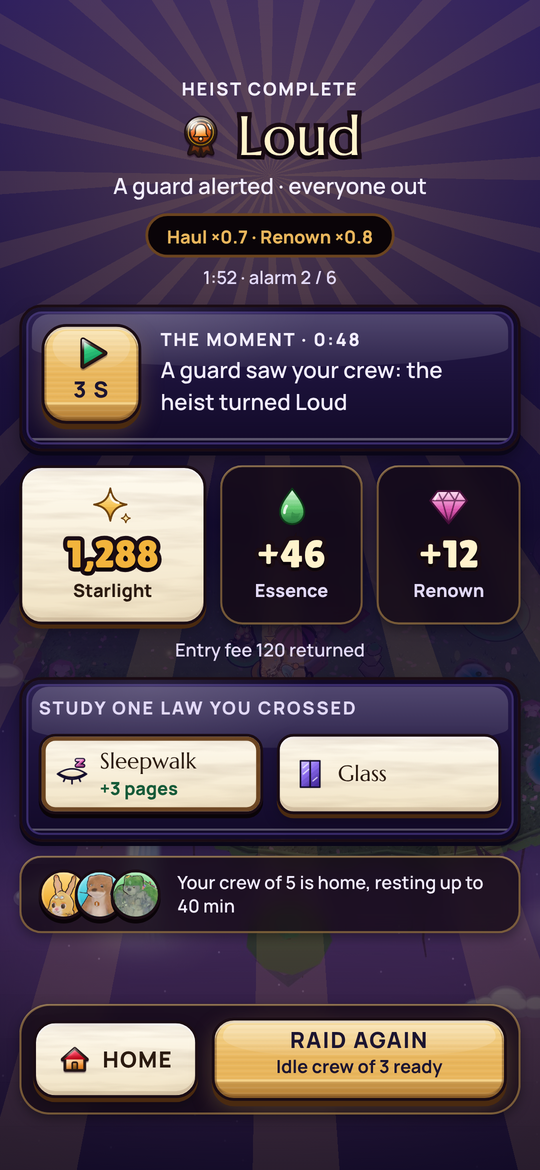 HEIST COMPLETE
Loud
A guard alerted · everyone out
Haul ×0.7 · Renown ×0.8
1:52 · alarm 2 / 6
THE MOMENT · 0:48
A guard saw your crew: the
heist turned Loud
3 S
1,288
Starlight
+46
Essence
+12
Renown
Entry fee 120 returned
STUDY ONE LAW YOU CROSSED
Sleepwalk
+3 pages
Glass
Your crew of 5 is home, resting up to
40 min
HOME
RAID AGAIN
Idle crew of 3 ready